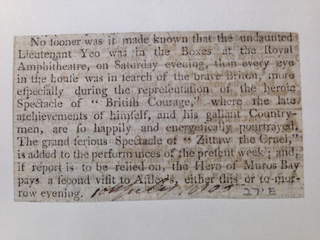 No sooner was it made known that the undaunted
Lieutenant Yeo was in the Boxes at the Royal
Amphitheatre, on Saturday evening, than every eye
in the house was in search of the brave Briton, more
especially during the representation of the heroic
Spectacle of “ British Courage,” where the late
atchievements of himself, and his gallant Country-
men, are so happily and energetically pourtrayed.
The grand serious Spectacle of “ Zittaw the Cruel,”
is added to the performances of the present week; and,
if report is to be relied on, the Hero of Muros Bay
pays a second visit to Astley's, either this or to-mor-
row evening. July 1805